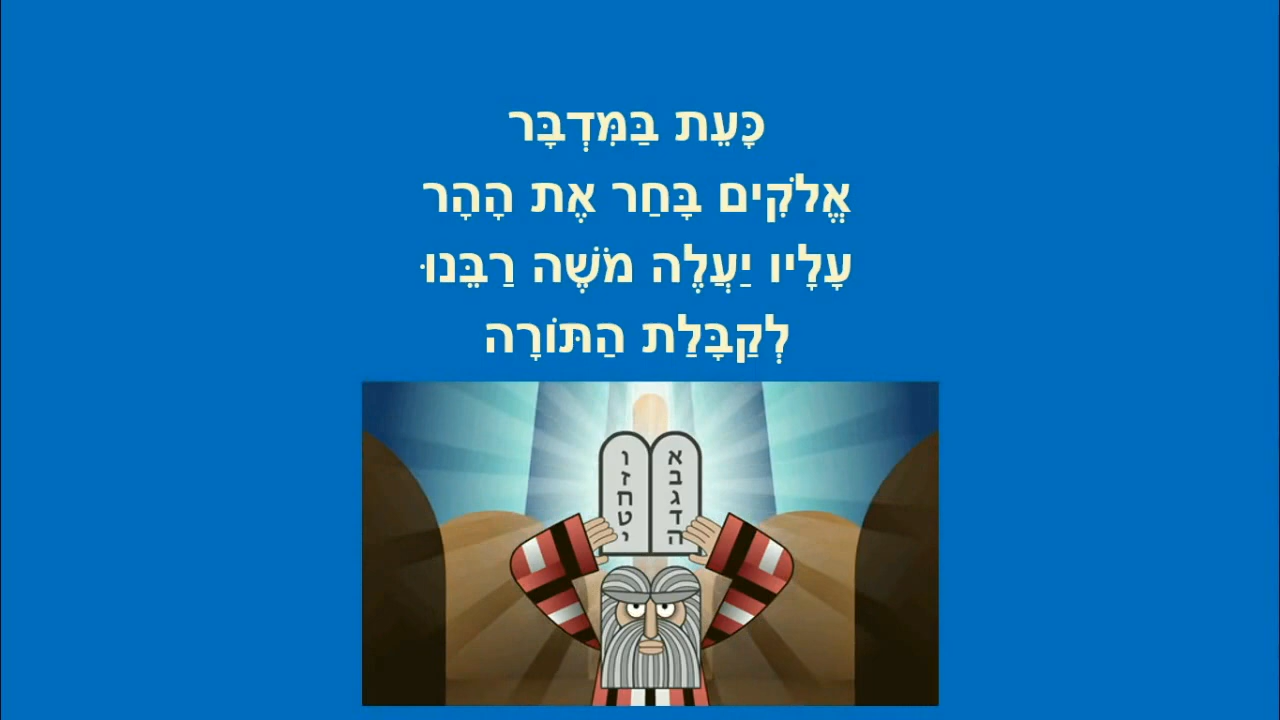 כָּעֵת בַּמִּדְבָּר
אֱלֹקִים בָּחַר אֶת הָהָר
עָלָיו יַעֲלֶה מֹשֶׁה רַבֵּנוּ
לְקַבָּלַת הַתּוֹרָה
א
ב
ג
ד
ה
ו
ז
ח
ט
י